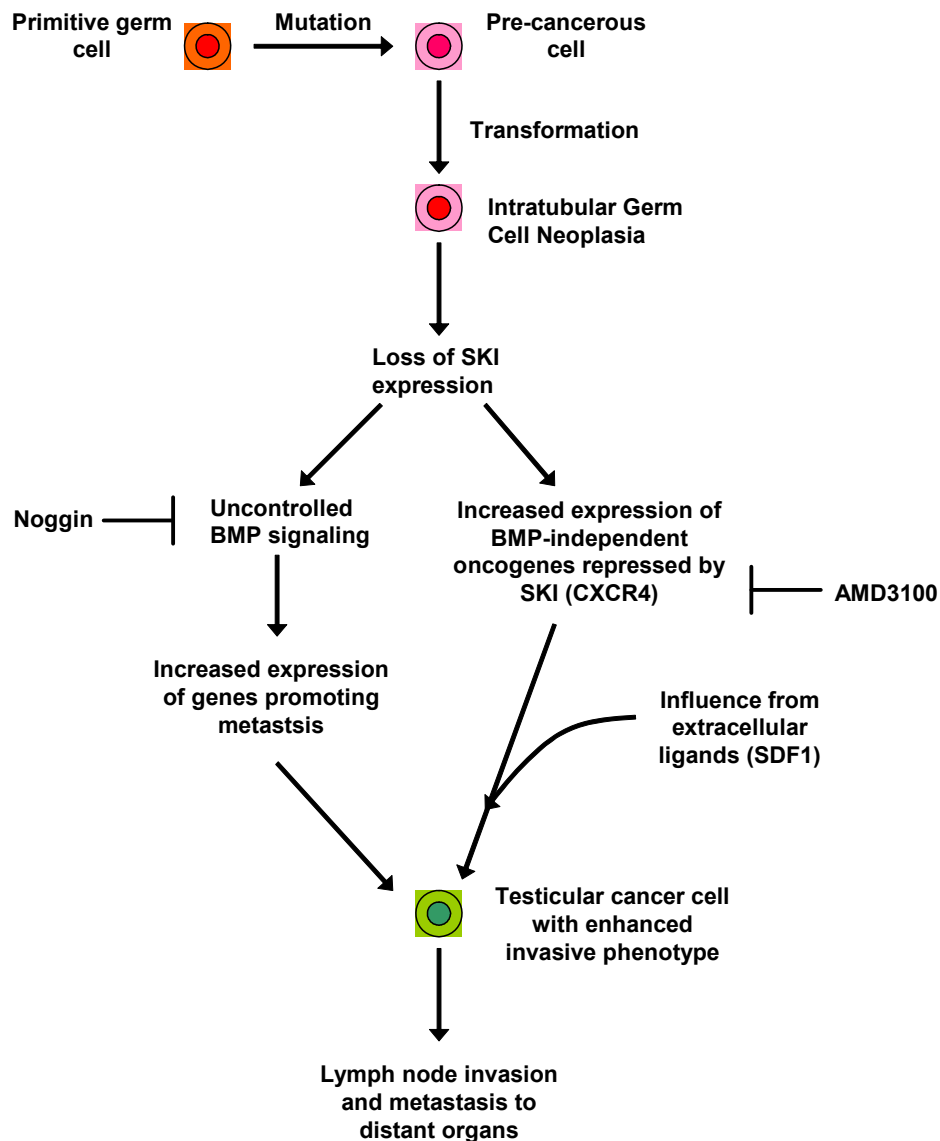 Primitive germ
cell
Mutation
Pre-cancerous
cell
Transformation
Intratubular Germ
Cell Neoplasia
Loss of SKI
expression
Noggin
Uncontrolled
BMP signaling
Increased expression of
BMP-independent
oncogenes repressed by
SKI (CXCR4)
AMD3100
Increased expression
of genes promoting
metastsis
Influence from
extracellular
ligands (SDF1)
Testicular cancer cell
with enhanced
invasive phenotype
Lymph node invasion
and metastasis to
distant organs